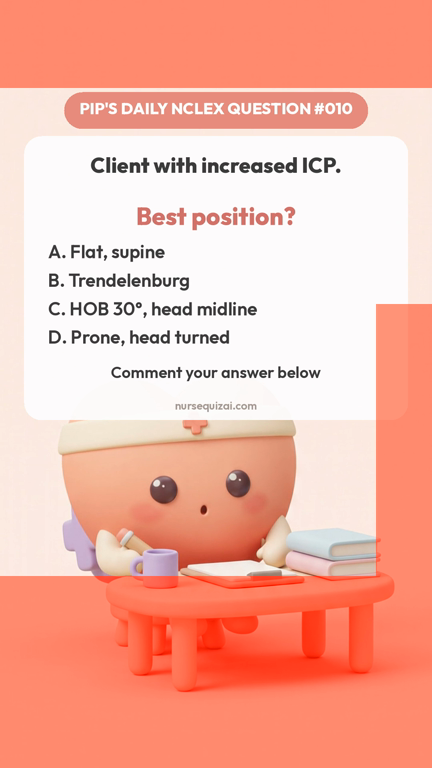 PIP'S DAILY NCLEX QUESTION #010
Client with increased ICP.
Best position?
A. Flat, supine
B. Trendelenburg
C. HOB 30°, head midline
D. Prone, head turned
Comment your answer below
nursequizai.com